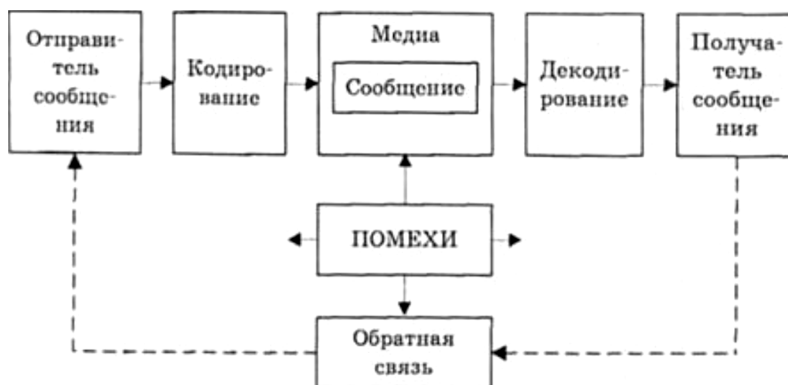 Отправи-
тель
сообще-
ния
Кодиро-
вание
Медиа
Сообщение
Декоди-
рование
Получа-
тель
сообще-
ния
ПОМЕХИ
Обратная
связь